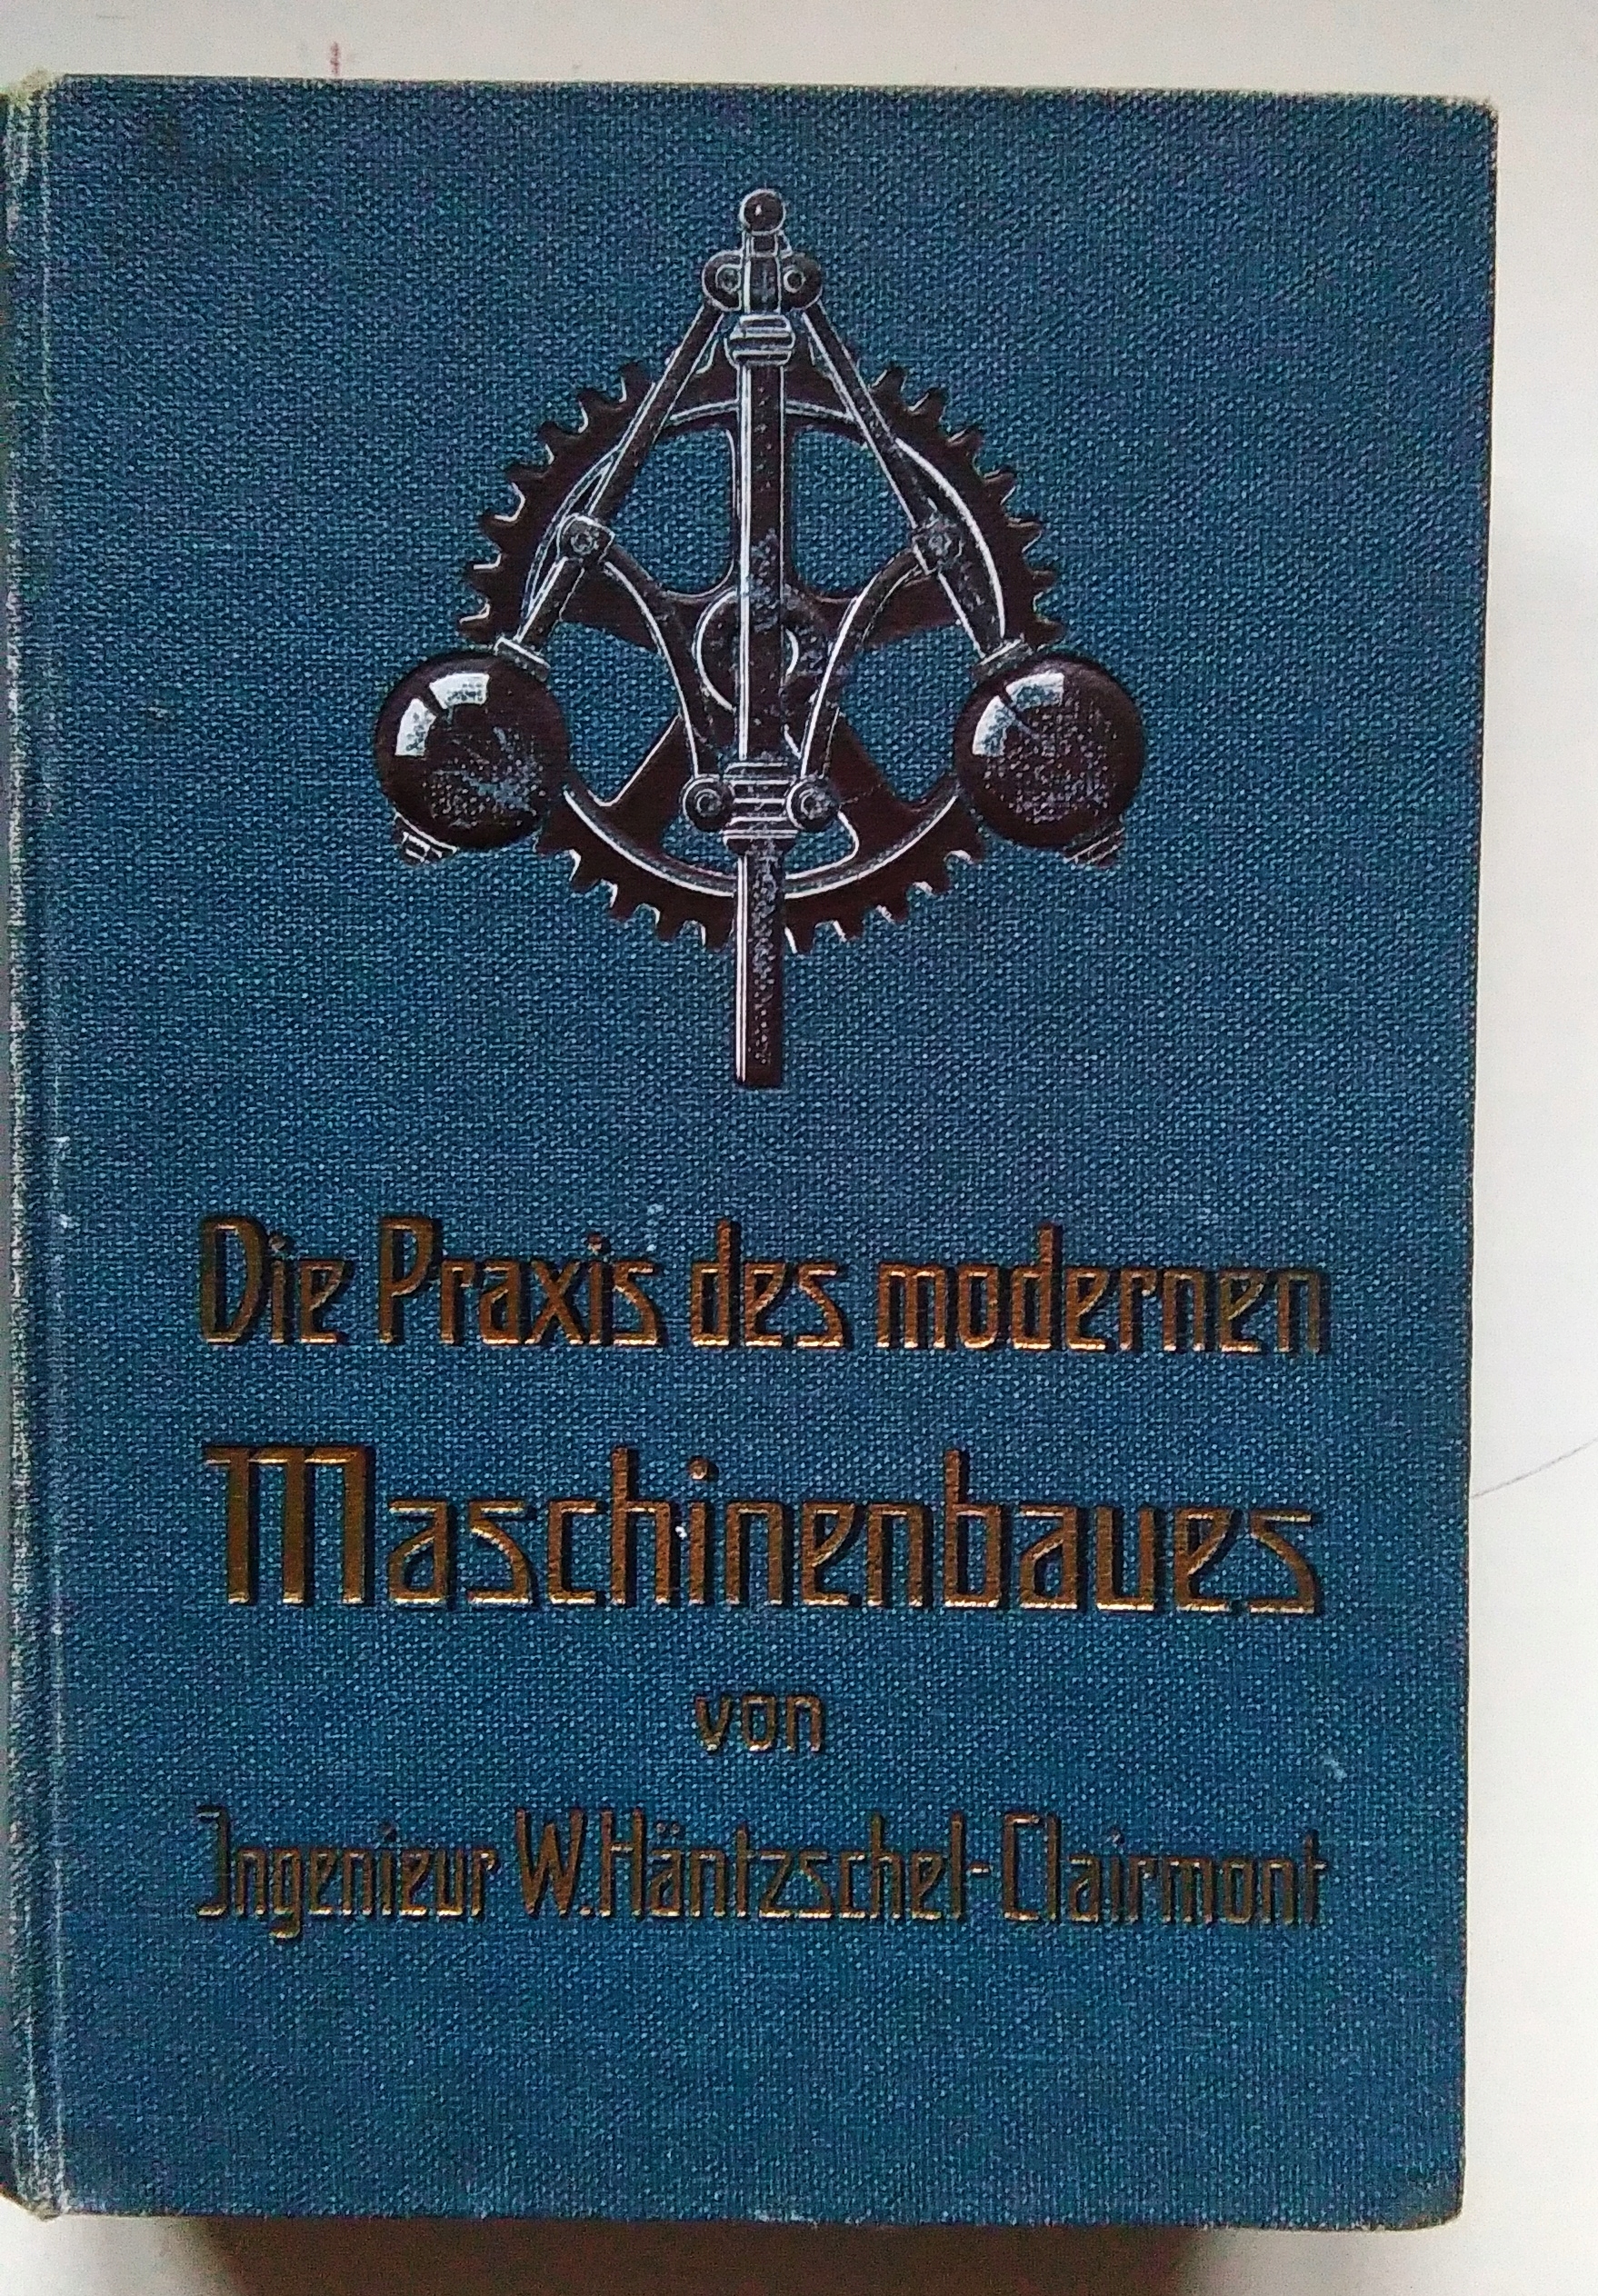 Die Praxis des modernen
Maschinenbaues
von
Ingenieur W. Häntzschel-Clairmont